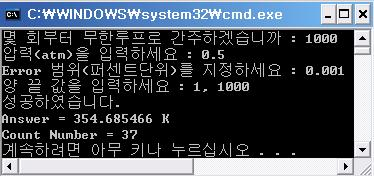 C:\WINDOWS\system32\cmd.exe
몇 회부터 무한루프로 간주하겠습니까 : 1000
압력(atm)을 입력하세요 : 0.5
Error 범위(퍼센트단위)를 지정하세요 : 0.001
양 끝 값을 입력하세요 : 1, 1000
성공하였습니다.
Answer = 354.685466 K
Count Number = 37
계속하려면 아무 키나 누르십시오 . . .